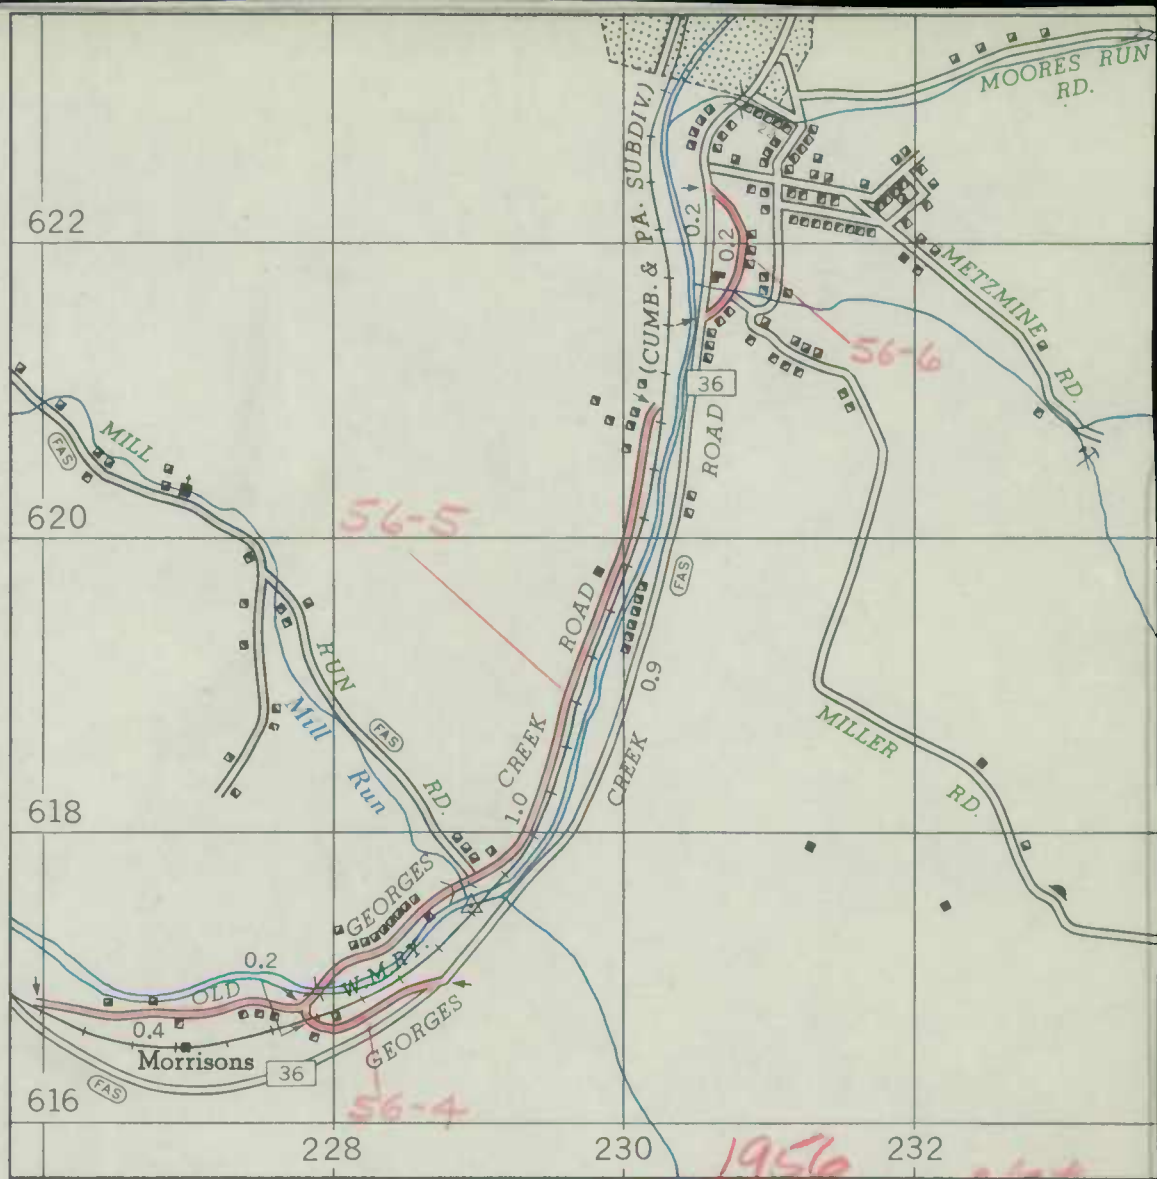 MOORES RUN
RD.
(CUMB. & PA. SUBDIV.)
622
0.2
0.2
METZMINE
RD.
56-6
36
ROAD
MILL
FAS
620
56-5
FAS
ROAD
RUN
0.9
Mill
Run
FAS
CREEK
CREEK
MILLER
RD.
RD.
1.0
618
GEORGES
0.2
W.M.RY.
OLD
GEORGES
0.4
Morrisons
36
FAS
616
56-4
228
230
232
1956